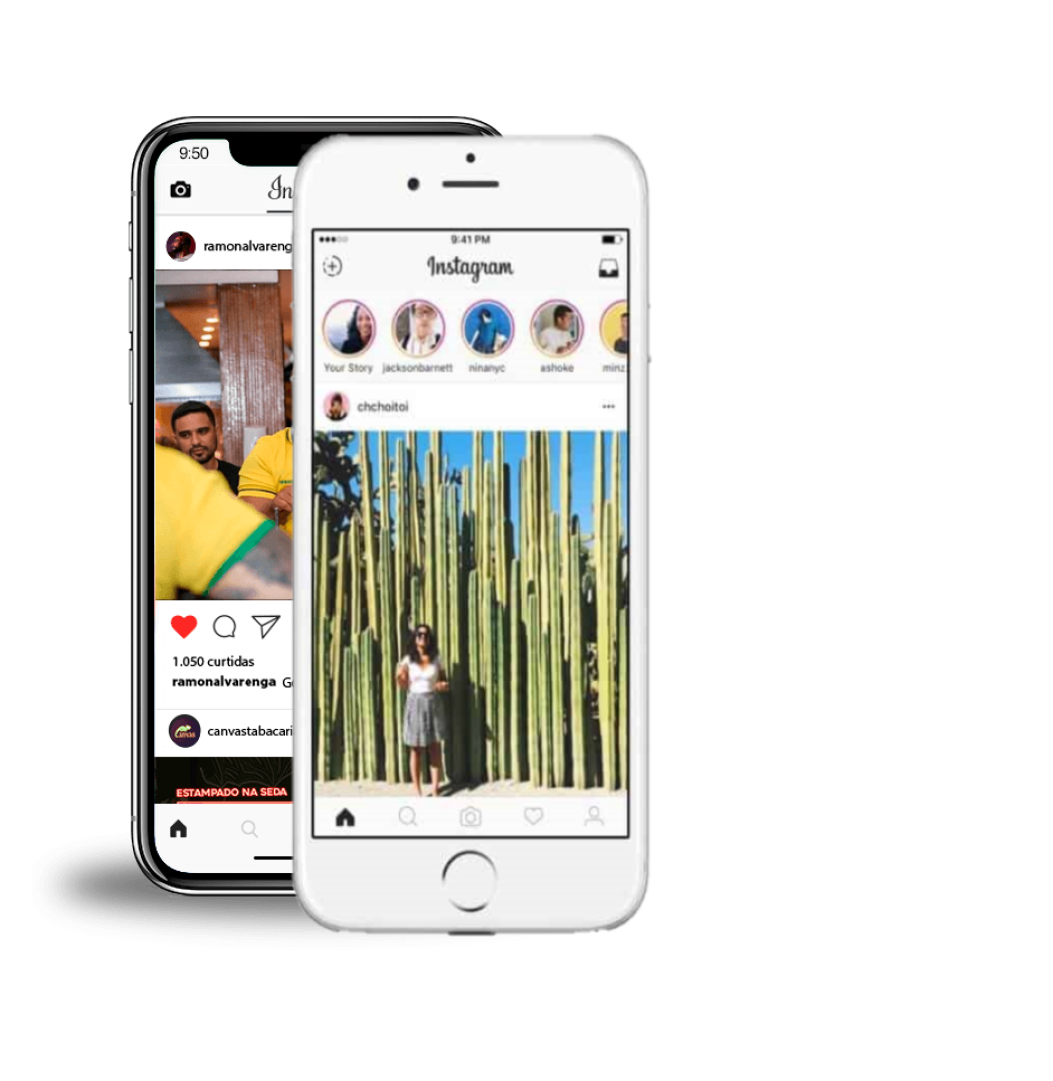 9:50
In
ramonalvareng
1.050 curtidas
ramonalvarenga G
canvastabacari
ESTAMPADO NA SEDA
9:41 PM
Instagram
Your Story jacksonbarnett ninanyc ashoke minz
chchoitoi